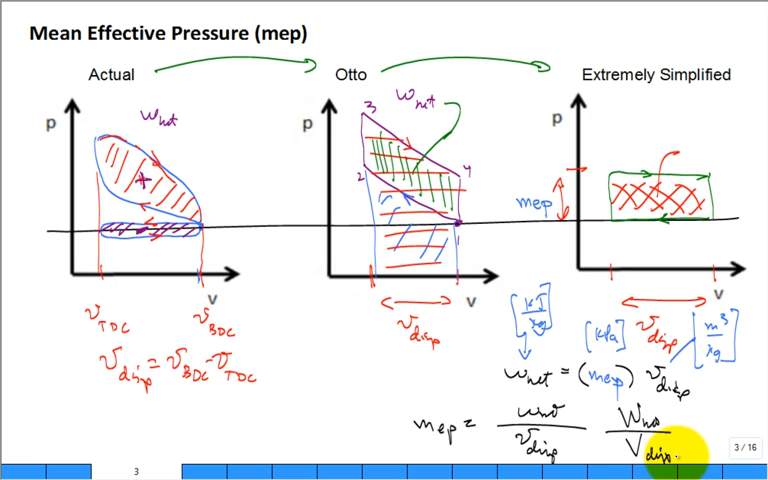 Mean Effective Pressure (mep)
Actual
Otto
Extremely Simplified
p
w_net
v
v_TDC
v_BDC
v_disp = v_BDC - v_TDC
p
w_net
3
2
4
1
v
v_disp
p
mep
v
v_disp
[kJ/kg]
[kPa]
[m³/kg]
w_net = (mep) v_disp
mep = w_net/v_disp W_net/V_disp
3
3 / 16